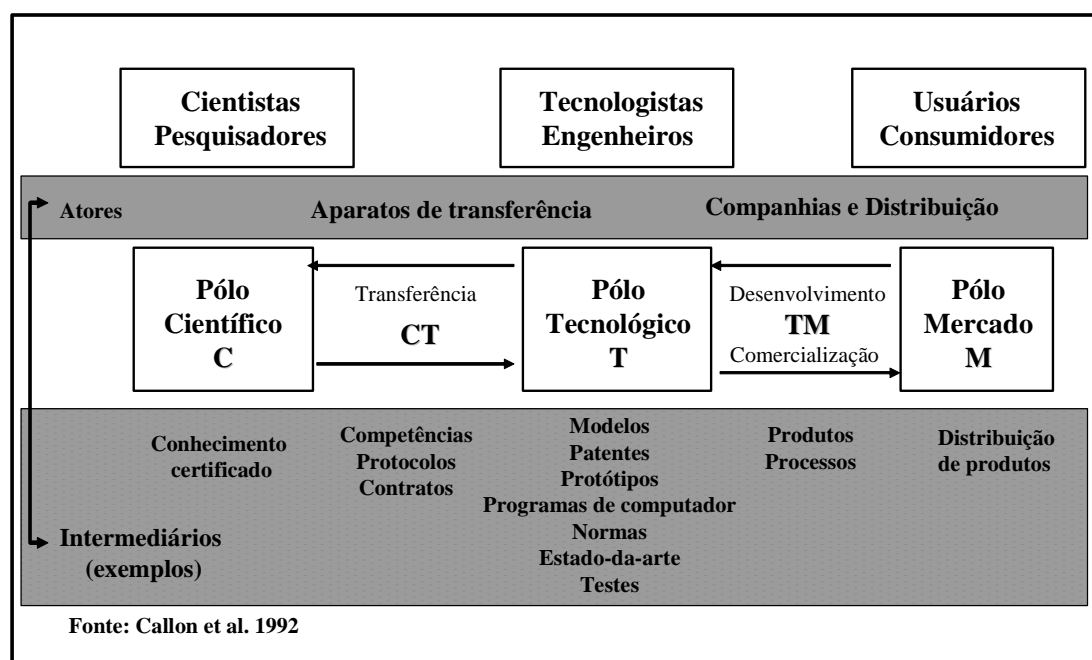 Cientistas
Pesquisadores
Tecnologistas
Engenheiros
Usuários
Consumidores
Atores
Aparatos de transferência
Companhias e Distribuição
Pólo
Científico
C
Transferência
CT
Pólo
Tecnológico
T
Desenvolvimento
TM
Comercialização
Pólo
Mercado
M
Conhecimento
certificado
Competências
Protocolos
Contratos
Modelos
Patentes
Protótipos
Programas de computador
Normas
Estado-da-arte
Testes
Produtos
Processos
Distribuição
de produtos
Intermediários
(exemplos)
Fonte: Callon et al. 1992